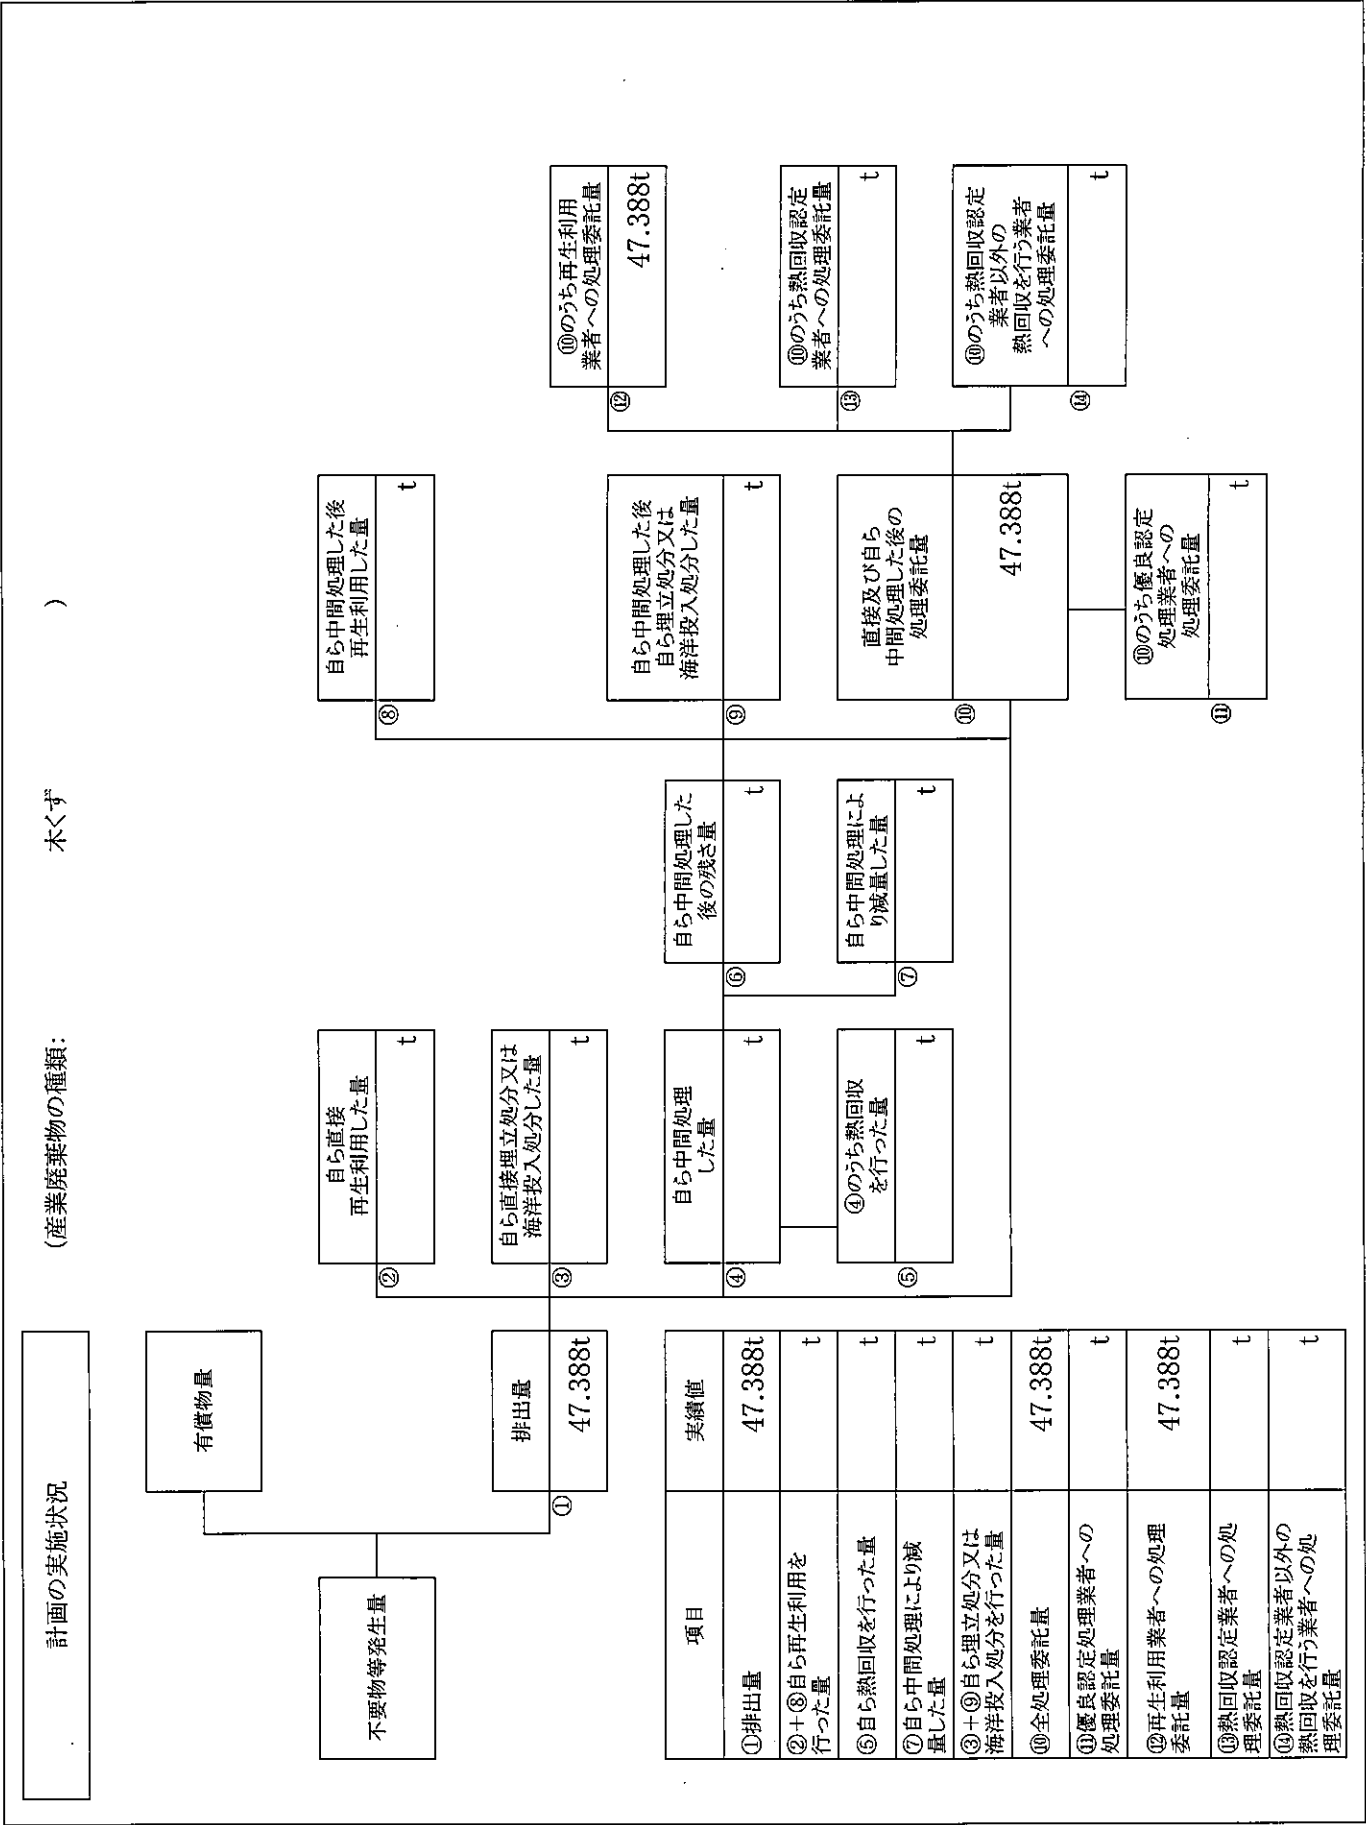 計画の実施状況
(産業廃棄物の種類: 木くず )
不要物等発生量
有償物量
排出量
① 47.388t
自ら直接
再生利用した量
② t
自ら直接埋立処分又は
海洋投入処分した量
③ t
自ら中間処理
した量
④ t
④のうち熱回収
を行った量
⑤ t
自ら中間処理した
後の残さ量
⑥ t
自ら中間処理によ
り減量した量
⑦ t
自ら中間処理した後
再生利用した量
⑧ t
自ら中間処理した後
自ら埋立処分又は
海洋投入処分した量
⑨ t
直接及び自ら
中間処理した後の
処理委託量
⑩ 47.388t
⑩のうち優良認定
処理業者への
処理委託量
⑪ t
⑩のうち再生利用
業者への処理委託量
⑫ 47.388t
⑩のうち熱回収認定
業者への処理委託量
⑬ t
⑩のうち熱回収認定
業者以外の
熱回収を行う業者
への処理委託量
⑭ t
項目 実績値
①排出量 47.388t
②+⑧自ら再生利用を
行った量 t
⑤自ら熱回収を行った量 t
⑦自ら中間処理により減
量した量 t
③+⑨自ら埋立処分又は
海洋投入処分を行った量 t
⑩全処理委託量 47.388t
⑪優良認定処理業者への
処理委託量 t
⑫再生利用業者への処理
委託量 47.388t
⑬熱回収認定業者への処
理委託量 t
⑭熱回収認定業者以外の
熱回収を行う業者への処
理委託量 t